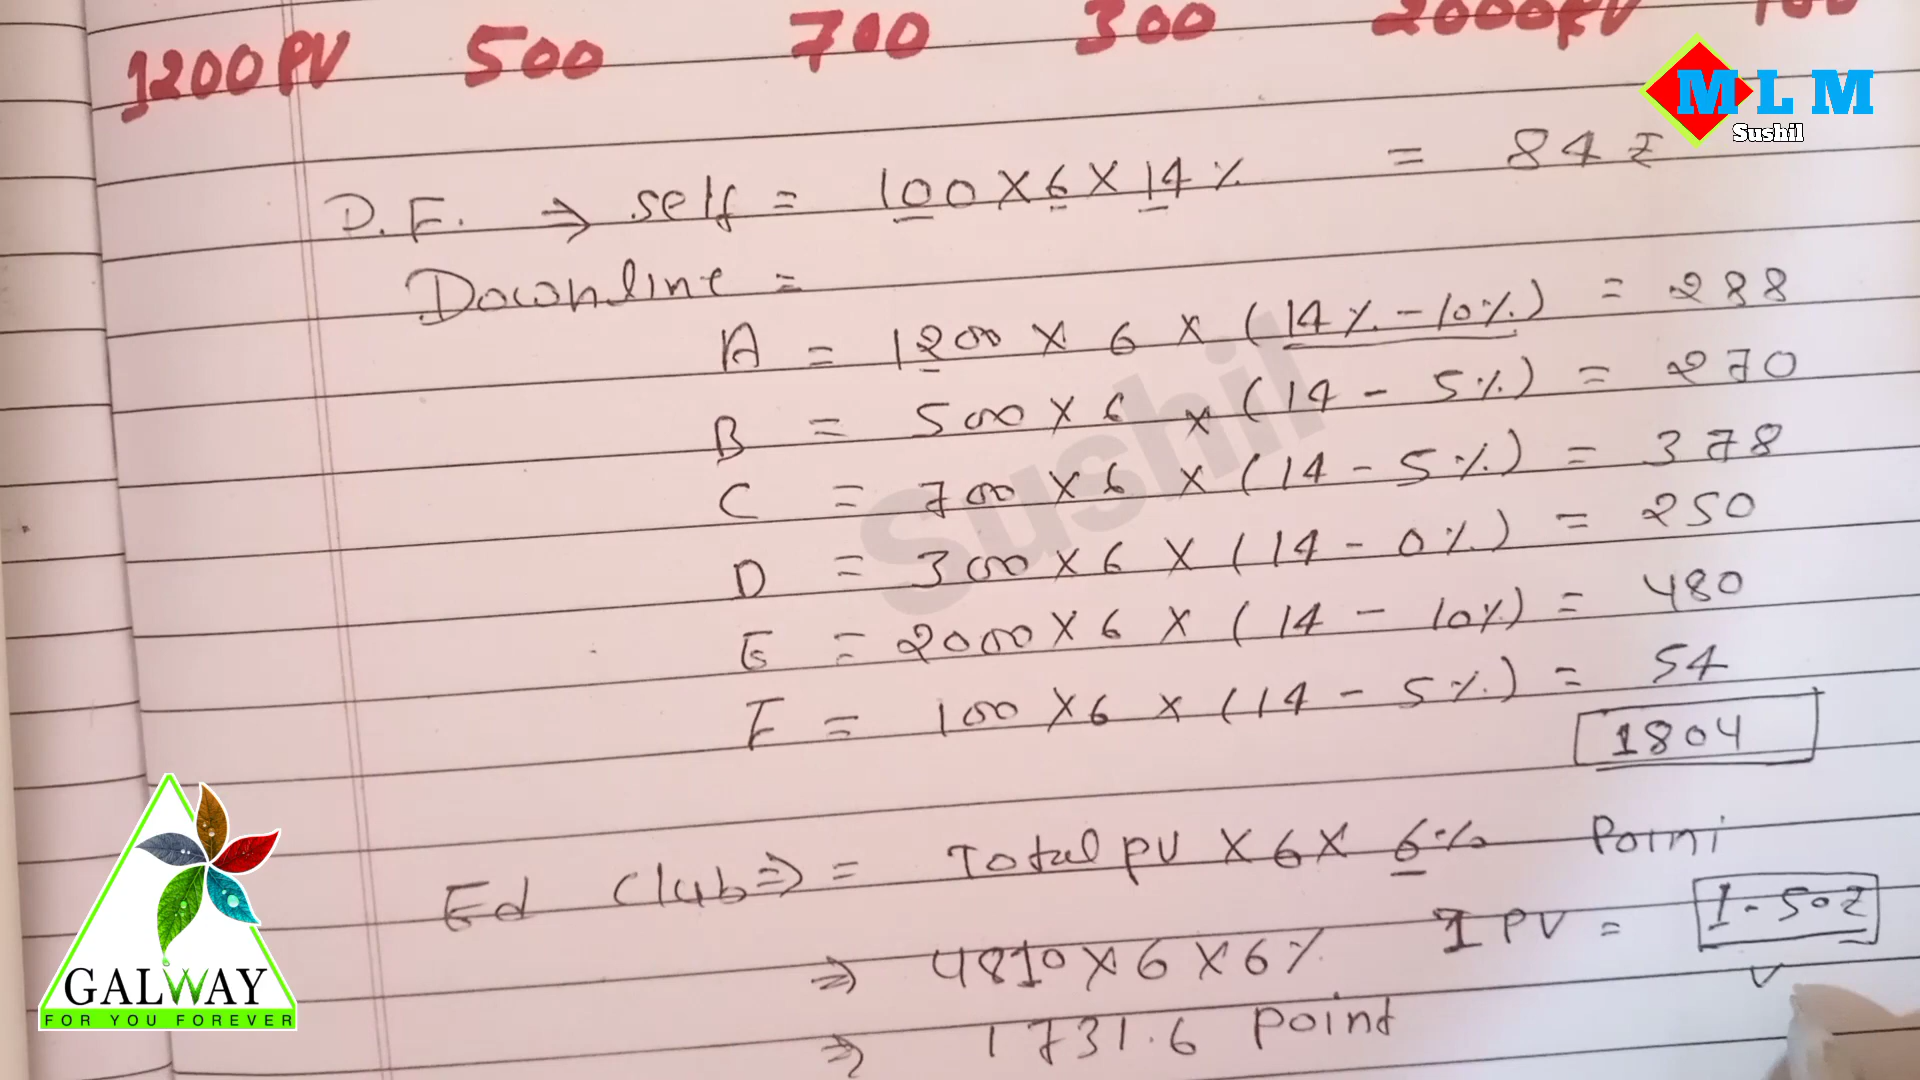 1200PV 500 700 300 2000PV 100
M L M
Sushil
D.F. → self = 100 X 6 X 14% = 84 ₹
Downline =
A = 1200 X 6 X (14% - 10%) = 288
B = 500 X 6 X (14 - 5%) = 270
C = 700 X 6 X (14 - 5%) = 378
D = 300 X 6 X (14 - 0%) = 250
E = 2000 X 6 X (14 - 10%) = 480
F = 100 X 6 X (14 - 5%) = 54
1804
Sushil
Ed Club ⇒ = Total PV X 6 X 6% Point
1 PV = 1.50₹
⇒ 4810 X 6 X 6%
⇒ 1731.6 Point
GALWAY
FOR YOU FOREVER